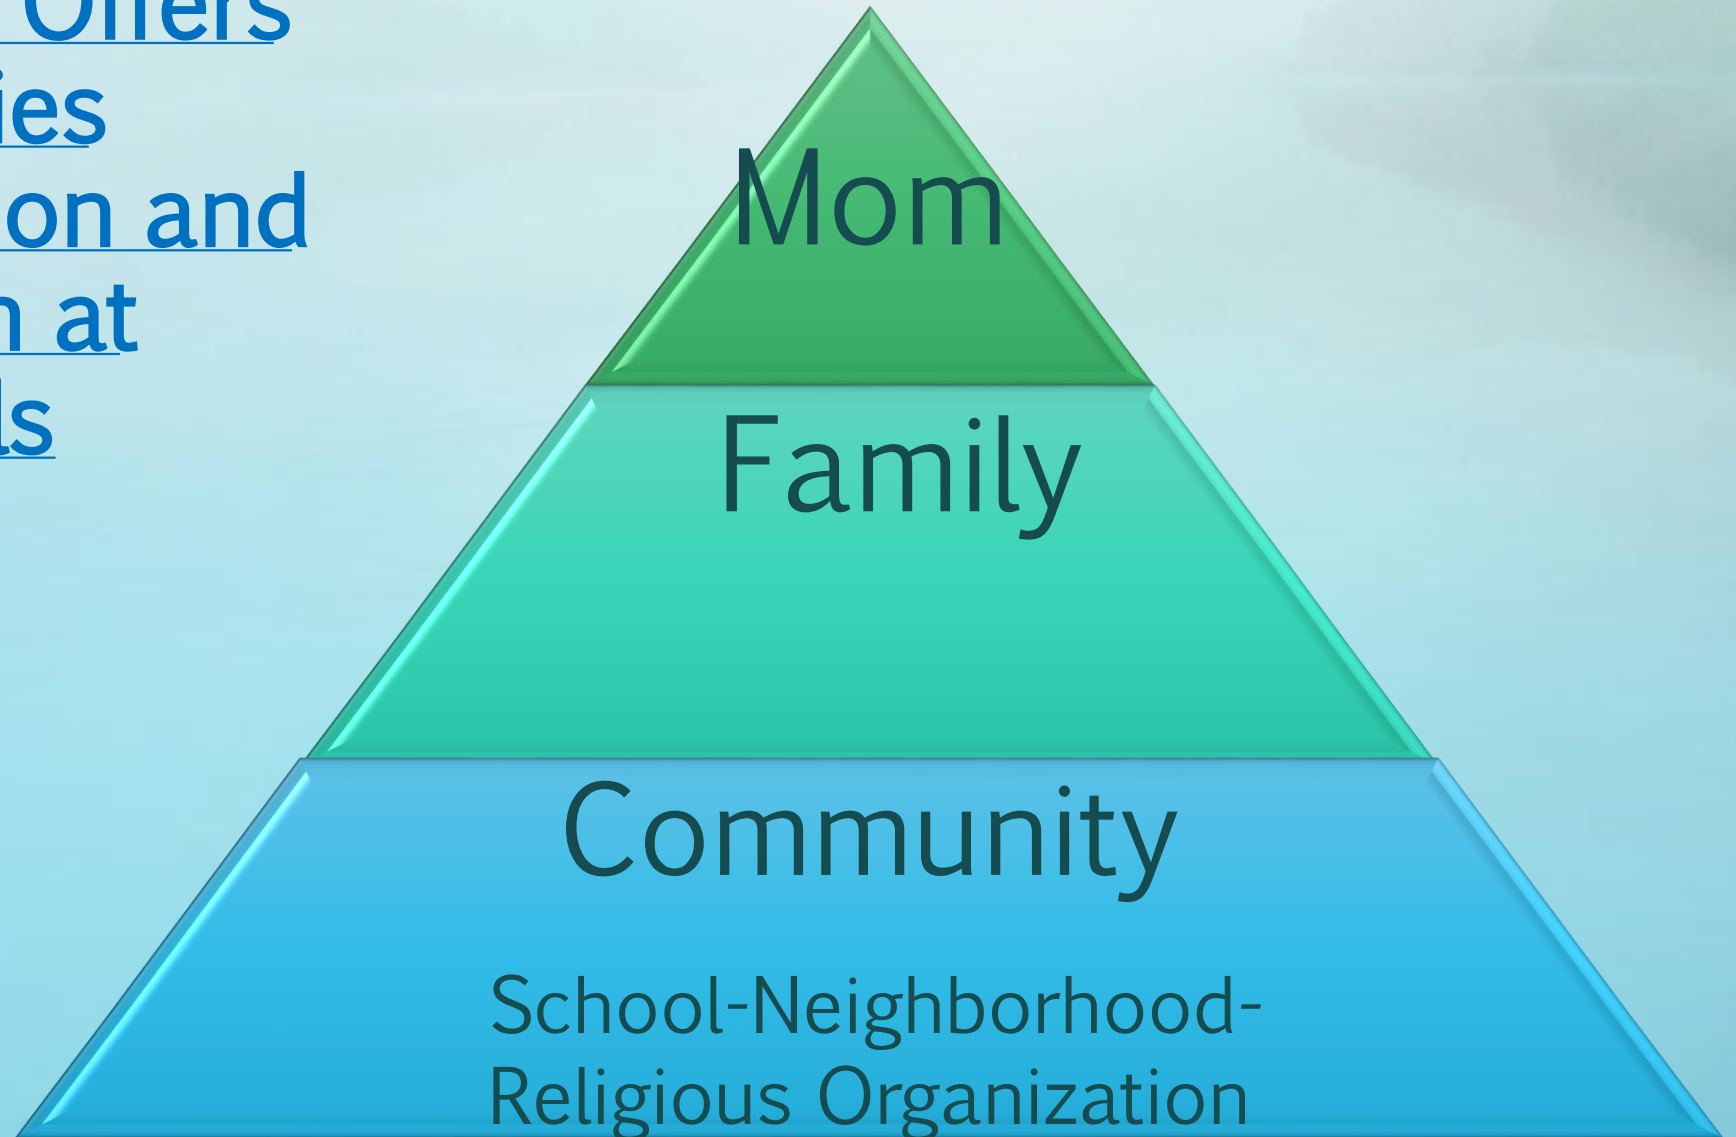 Offers
ies
on and
n at
ls
Mom
Family
Community
School-Neighborhood-
Religious Organization